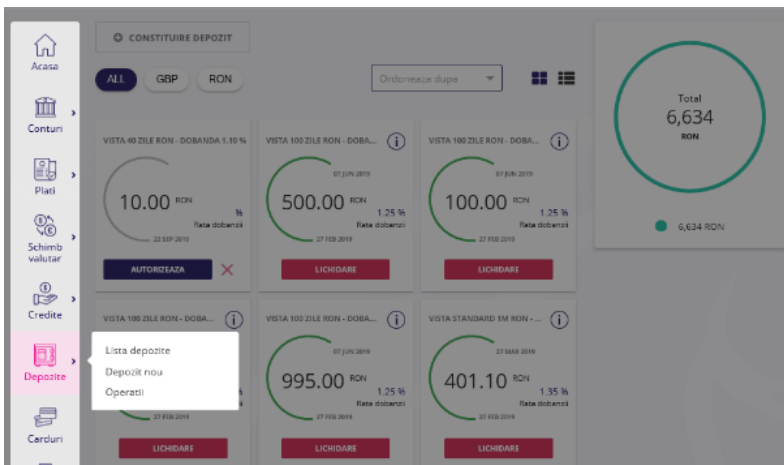 Acasa
Conturi
Plati
Schimb
valutar
Credite
Depozite
Carduri
CONSTITUIRE DEPOZIT
ALL
GBP
RON
Ordoneaza dupa
VISTA 40 ZILE RON - DOBANDA 1.10 %
10.00 RON
%
Rata dobanzii
23 SEP 2019
AUTORIZEAZA
VISTA 100 ZILE RON - DOBA...
07 JUN 2019
500.00 RON
1.25 %
Rata dobanzii
27 FEB 2019
LICHIDARE
VISTA 100 ZILE RON - DOBA...
07 JUN 2019
100.00 RON
1.25 %
Rata dobanzii
27 FEB 2019
LICHIDARE
VISTA 100 ZILE RON - DOBA...
Lista depozite
Depozit nou
Operatii
27 FEB 2019
LICHIDARE
VISTA 100 ZILE RON - DOBA...
07 JUN 2019
995.00 RON
1.25 %
Rata dobanzii
27 FEB 2019
LICHIDARE
VISTA STANDARD 1M RON - ...
27 MAR 2019
401.10 RON
1.35 %
Rata dobanzii
27 FEB 2019
LICHIDARE
Total
6,634
RON
6,634 RON